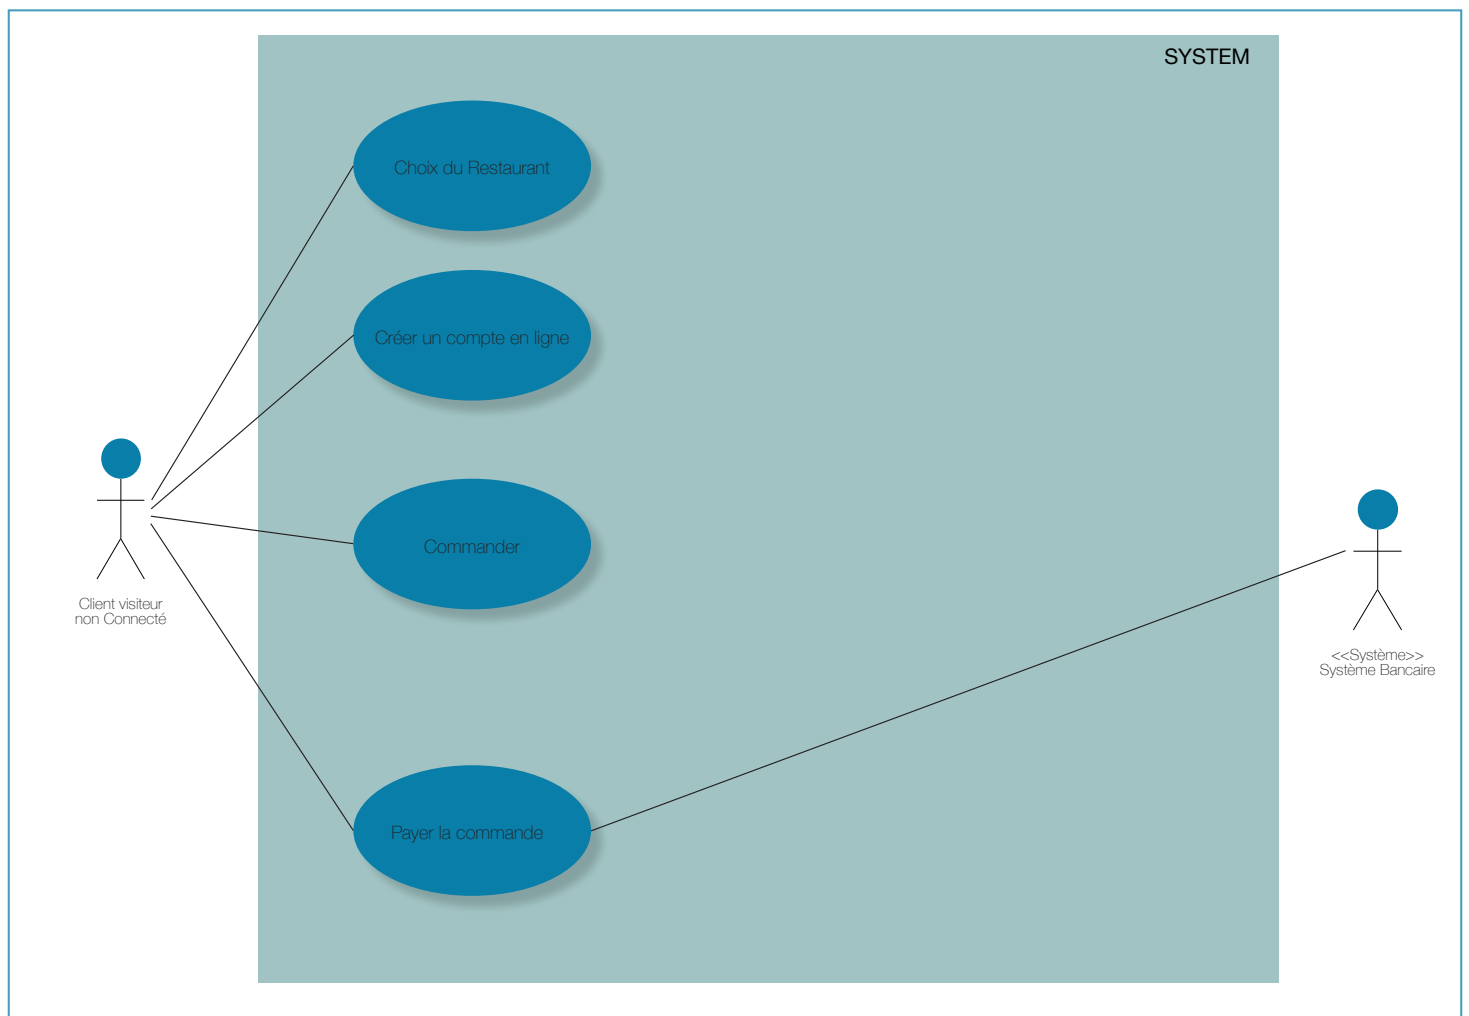 SYSTEM
Choix du Restaurant
Créer un compte en ligne
Commander
Client visiteur
non Connecté
<<Système>>
Système Bancaire
Payer la commande